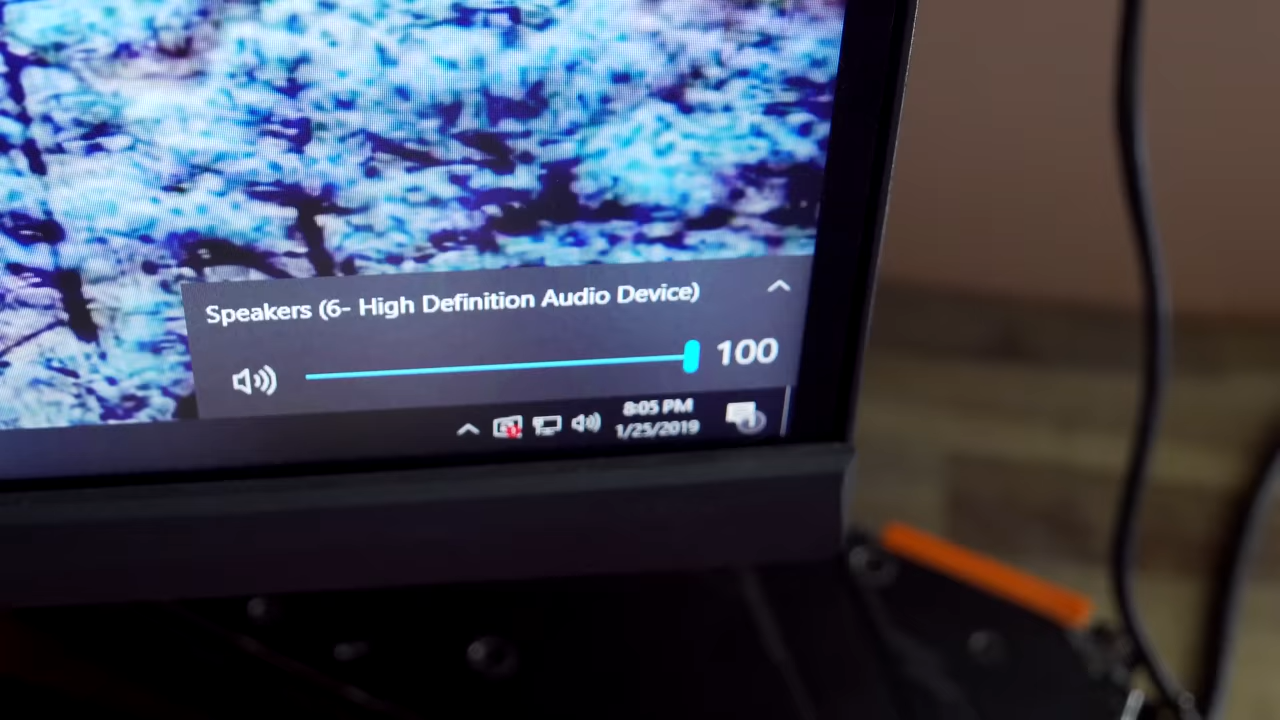 Speakers (6- High Definition Audio Device)
100
8:05 PM
1/25/2019